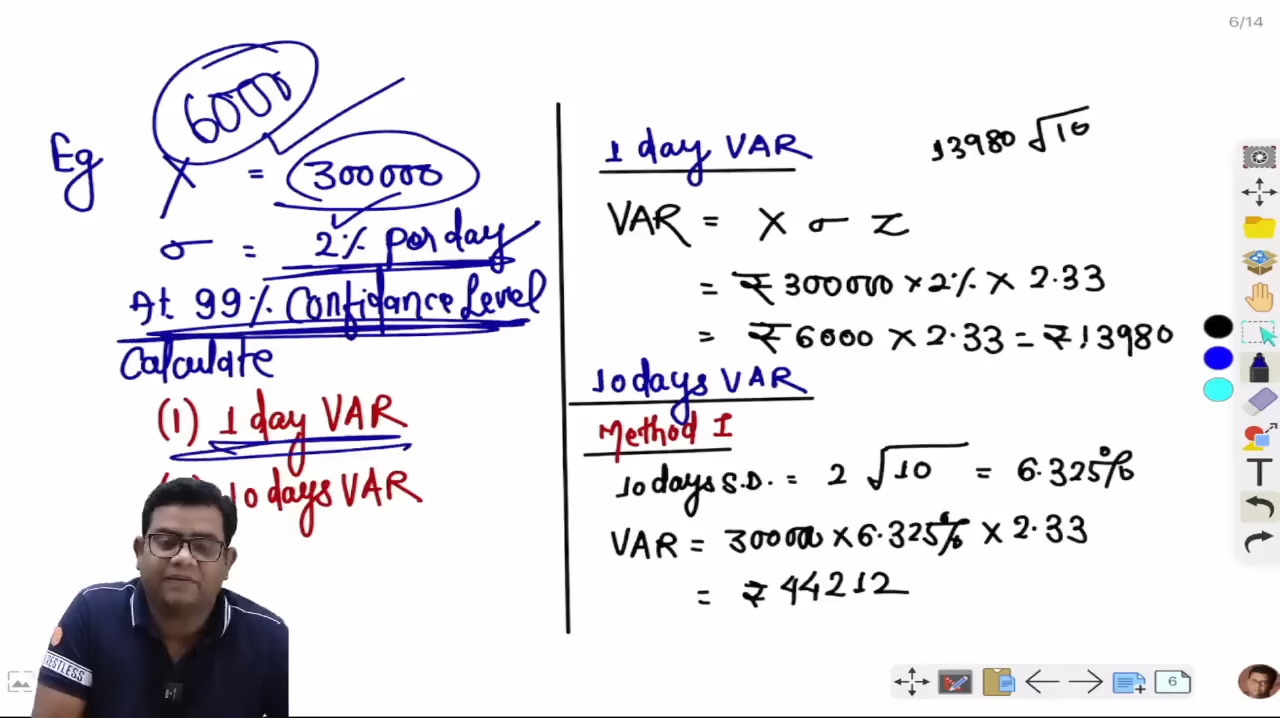 6/14
6000
Eg X = 300000
σ = 2% per day
At 99% Confidance Level
Calculate
(1) 1 day VAR
10 days VAR
1 day VAR
13980 √10
VAR = X σ Z
= ₹ 300000 × 2% × 2.33
= ₹ 6000 × 2.33 = ₹ 13980
10 days VAR
Method I
10 days S.D. = 2 √10 = 6.325%
VAR = 300000 × 6.325% × 2.33
= ₹ 44212
T
6